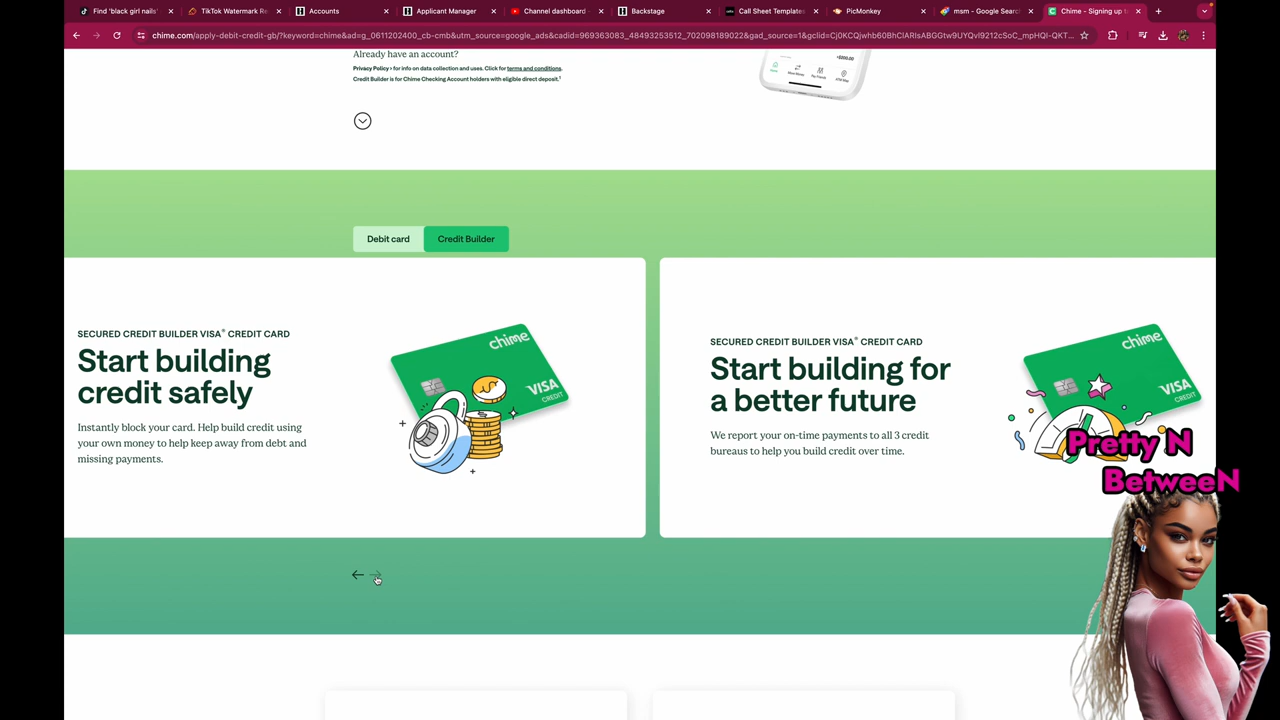 Find 'black girl nails'
TikTok Watermark Re
Accounts
Applicant Manager
Channel dashboard -
Backstage
Call Sheet Templates
PicMonkey
msm - Google Searc
Chime - Signing up t
chime.com/apply-debit-credit-gb/?keyword=chime&ad=g_0611202400_cb-cmb&utm_source=google_ads&cadid=969363083_48493253512_702098189022&gad_source=1&gclid=Cj0KCQjwhb60BhClARIsABGGtw9UYQvl9212cSoC_mpHQI-QKT...
Already have an account?
Privacy Policy › for info on data collection and uses. Click for terms and conditions.
Credit Builder is for Chime Checking Account holders with eligible direct deposit.¹
Debit card
Credit Builder
SECURED CREDIT BUILDER VISA® CREDIT CARD
Start building
credit safely
Instantly block your card. Help build credit using
your own money to help keep away from debt and
missing payments.
chime
VISA
CREDIT
SECURED CREDIT BUILDER VISA® CREDIT CARD
Start building for
a better future
We report your on-time payments to all 3 credit
bureaus to help you build credit over time.
chime
VISA
CREDIT
Pretty N
BetweeN